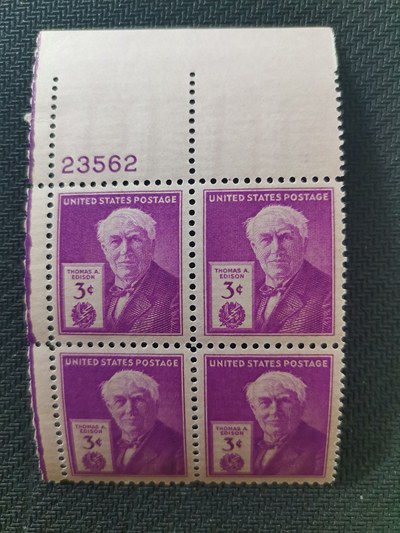 23562
UNITED STATES POSTAGE
THOMAS A.
EDISON
3¢
UNITED STATES POSTAGE
THOMAS A.
EDISON
3¢
UNITED STATES POSTAGE
THOMAS A.
EDISON
3¢
UNITED STATES POSTAGE
THOMAS A.
EDISON
3¢